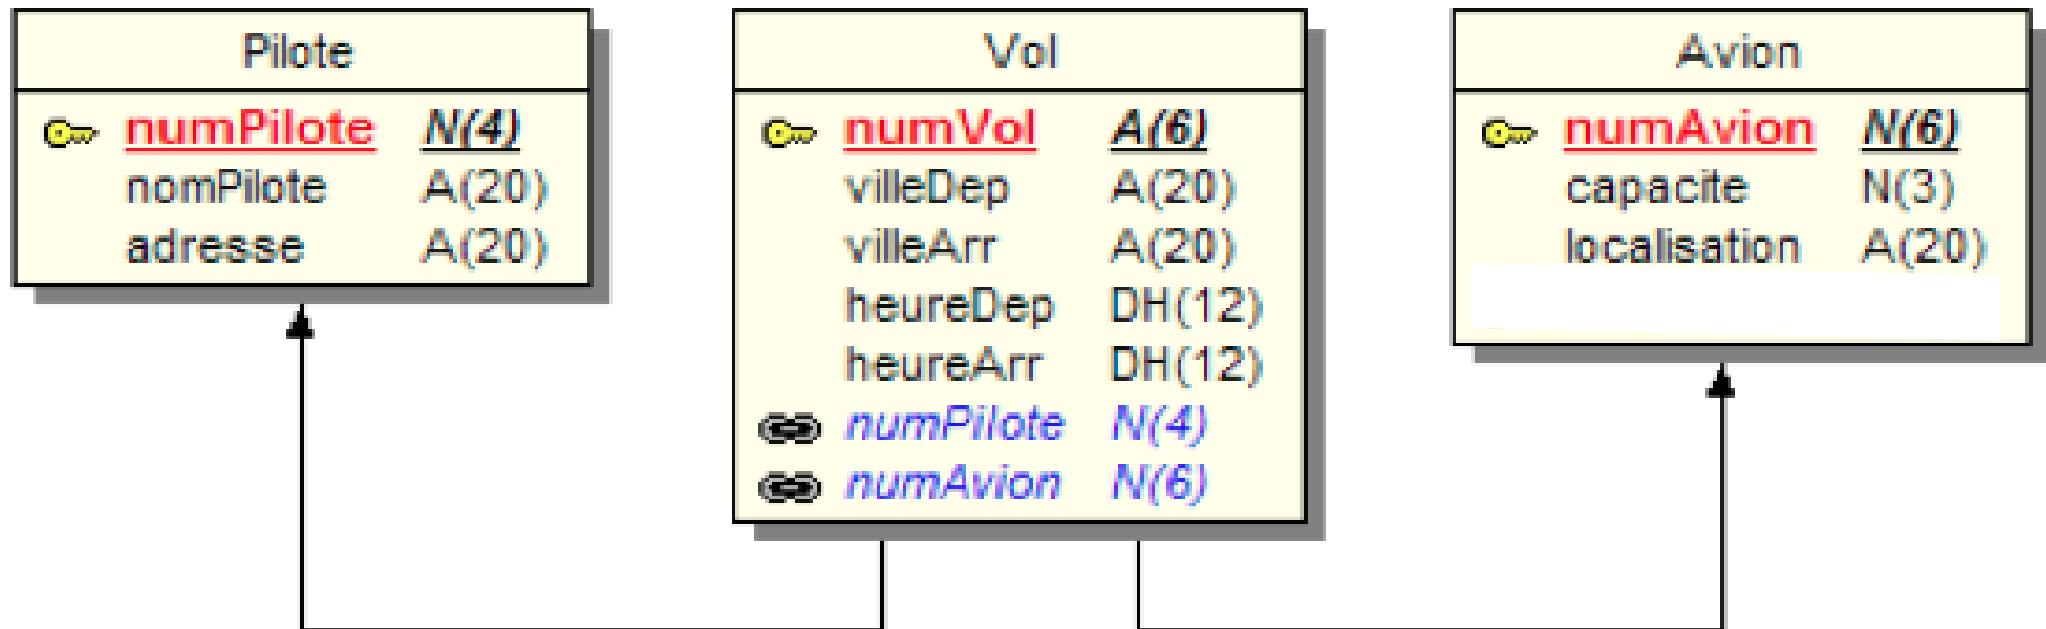 Pilote
numPilote N(4)
nomPilote A(20)
adresse A(20)
Vol
numVol A(6)
villeDep A(20)
villeArr A(20)
heureDep DH(12)
heureArr DH(12)
numPilote N(4)
numAvion N(6)
Avion
numAvion N(6)
capacite N(3)
localisation A(20)